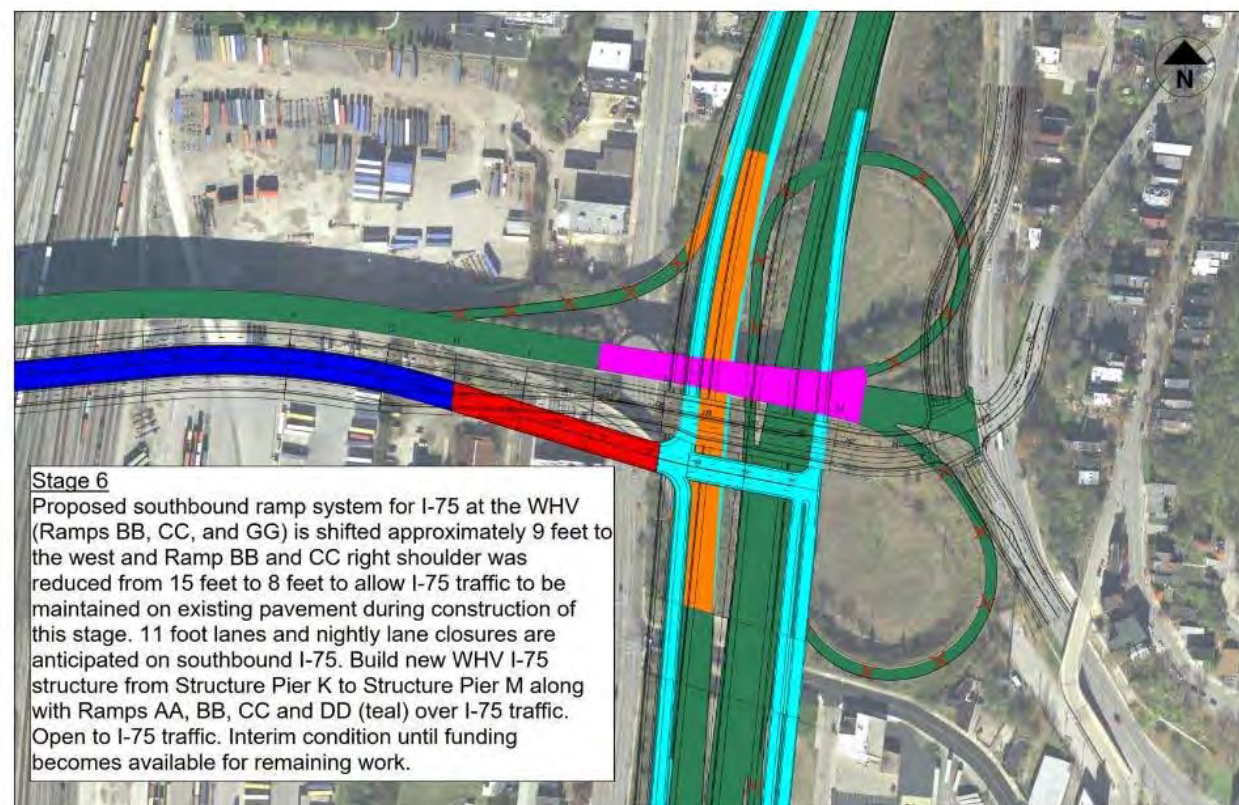 N
Stage 6
Proposed southbound ramp system for I-75 at the WHV
(Ramps BB, CC, and GG) is shifted approximately 9 feet to
the west and Ramp BB and CC right shoulder was
reduced from 15 feet to 8 feet to allow I-75 traffic to be
maintained on existing pavement during construction of
this stage. 11 foot lanes and nightly lane closures are
anticipated on southbound I-75. Build new WHV I-75
structure from Structure Pier K to Structure Pier M along
with Ramps AA, BB, CC and DD (teal) over I-75 traffic.
Open to I-75 traffic. Interim condition until funding
becomes available for remaining work.